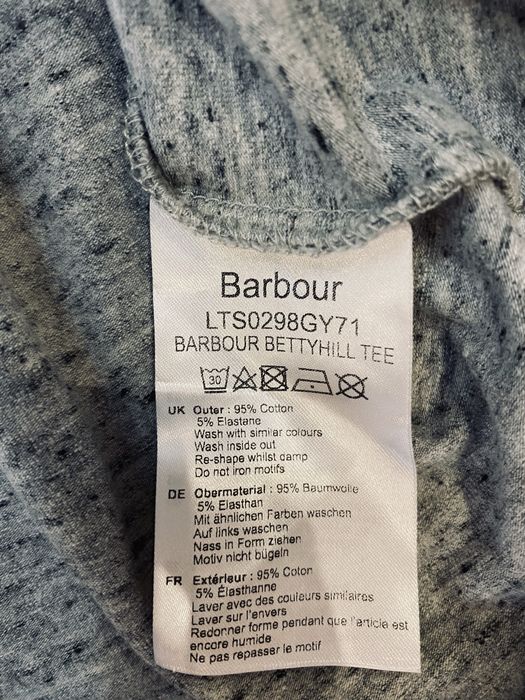 Barbour
LTS0298GY71
BARBOUR BETTYHILL TEE
30
UK Outer : 95% Cotton
5% Elastane
Wash with similar colours
Wash inside out
Re-shape whilst damp
Do not iron motifs
DE Obermaterial : 95% Baumwolle
5% Elasthan
Mit ähnlichen Farben waschen
Auf links waschen
Nass in Form ziehen
Motiv nicht bügeln
FR Extérieur : 95% Coton
5% Élasthanne
Laver avec des couleurs similaires
Laver sur l'envers
Redonner forme pendant que l'article est
encore humide
Ne pas repasser le motif